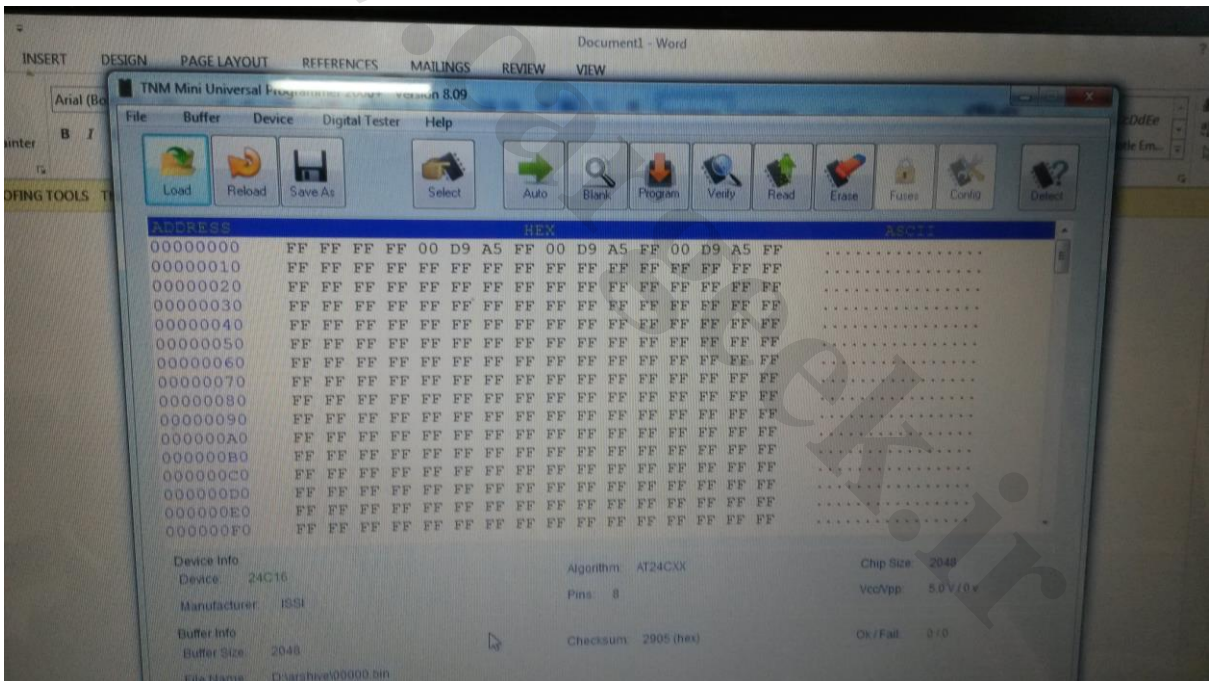 Document1 - Word
INSERT DESIGN PAGE LAYOUT REFERENCES MAILINGS REVIEW VIEW
Arial (Bo
B I
OFING TOOLS
TNM Mini Universal Version 8.09
File Buffer Device Digital Tester Help
Load Reload Save As Select Auto Blank Program Verify Read Erase Fuses Config Detect
ADDRESS HEX ASCII
00000000 FF FF FF FF 00 D9 A5 FF 00 D9 A5 FF 00 D9 A5 FF ................
00000010 FF FF FF FF FF FF FF FF FF FF FF FF FF FF FF FF ................
00000020 FF FF FF FF FF FF FF FF FF FF FF FF FF FF FF FF ................
00000030 FF FF FF FF FF FF FF FF FF FF FF FF FF FF FF FF ................
00000040 FF FF FF FF FF FF FF FF FF FF FF FF FF FF FF FF ................
00000050 FF FF FF FF FF FF FF FF FF FF FF FF FF FF FF FF ................
00000060 FF FF FF FF FF FF FF FF FF FF FF FF FF FF FF FF ................
00000070 FF FF FF FF FF FF FF FF FF FF FF FF FF FF FF FF ................
00000080 FF FF FF FF FF FF FF FF FF FF FF FF FF FF FF FF ................
00000090 FF FF FF FF FF FF FF FF FF FF FF FF FF FF FF FF ................
000000A0 FF FF FF FF FF FF FF FF FF FF FF FF FF FF FF FF ................
000000B0 FF FF FF FF FF FF FF FF FF FF FF FF FF FF FF FF ................
000000C0 FF FF FF FF FF FF FF FF FF FF FF FF FF FF FF FF ................
000000D0 FF FF FF FF FF FF FF FF FF FF FF FF FF FF FF FF ................
000000E0 FF FF FF FF FF FF FF FF FF FF FF FF FF FF FF FF ................
000000F0 FF FF FF FF FF FF FF FF FF FF FF FF FF FF FF FF ................
Device Info
Device: 24C16 Algorithm: AT24CXX Chip Size: 2048
Manufacturer: ISSI Pins: 8 Vcc/Vpp: 5.0 V / 0 v
Buffer Info
Buffer Size: 2048 Checksum: 2905 (hex) Ok / Fail: 0 / 0
File Name: D:\arshive\00000.bin